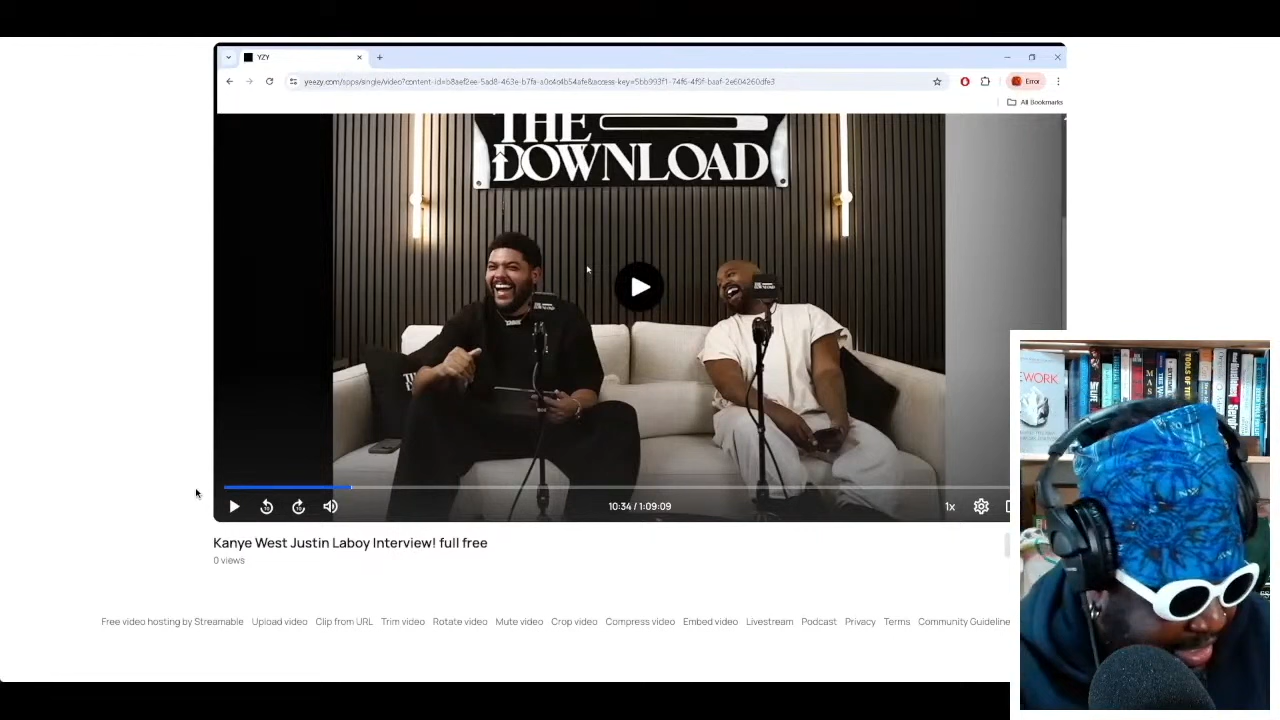 YZY
yeezy.com/apps/single/video?content-id=b8aef2ee-5ad8-463e-b7fa-a0c4c4b54afe&access-key=5bb993f1-74f6-4f9f-baaf-2e604260dfe3
Error
All Bookmarks
THE
DOWNLOAD
10:34 / 1:09:09
1x
Kanye West Justin Laboy Interview! full free
0 views
Free video hosting by Streamable Upload video Clip from URL Trim video Rotate video Mute video Crop video Compress video Embed video Livestream Podcast Privacy Terms Community Guideline
EWORK
TOOLS OF